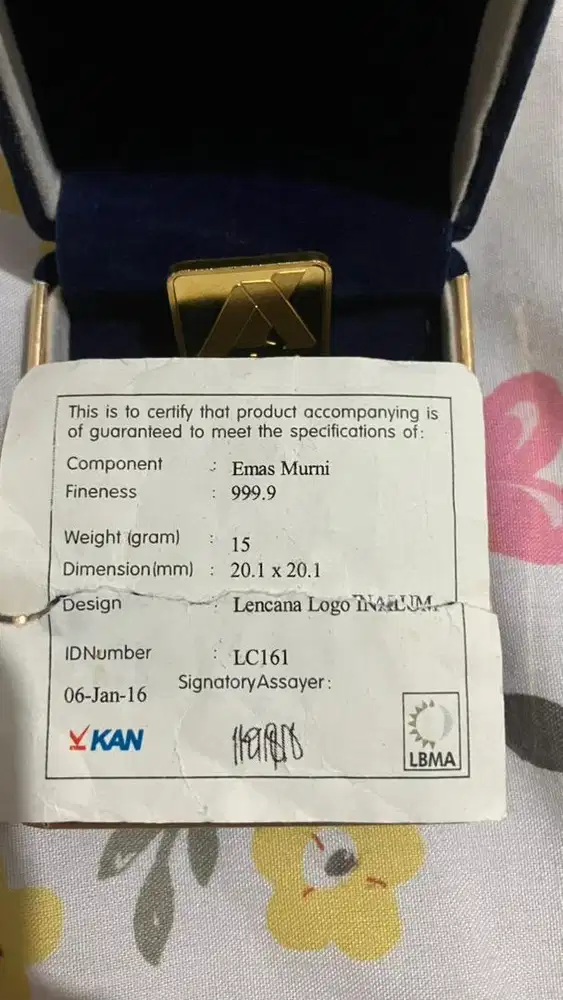 This is to certify that product accompanying is
of guaranteed to meet the specifications of:
Component : Emas Murni
Fineness : 999.9
Weight (gram) : 15
Dimension(mm) : 20.1 x 20.1
Design : Lencana Logo INALUM.
IDNumber : LC161
06-Jan-16 SignatoryAssayer:
KAN
LBMA